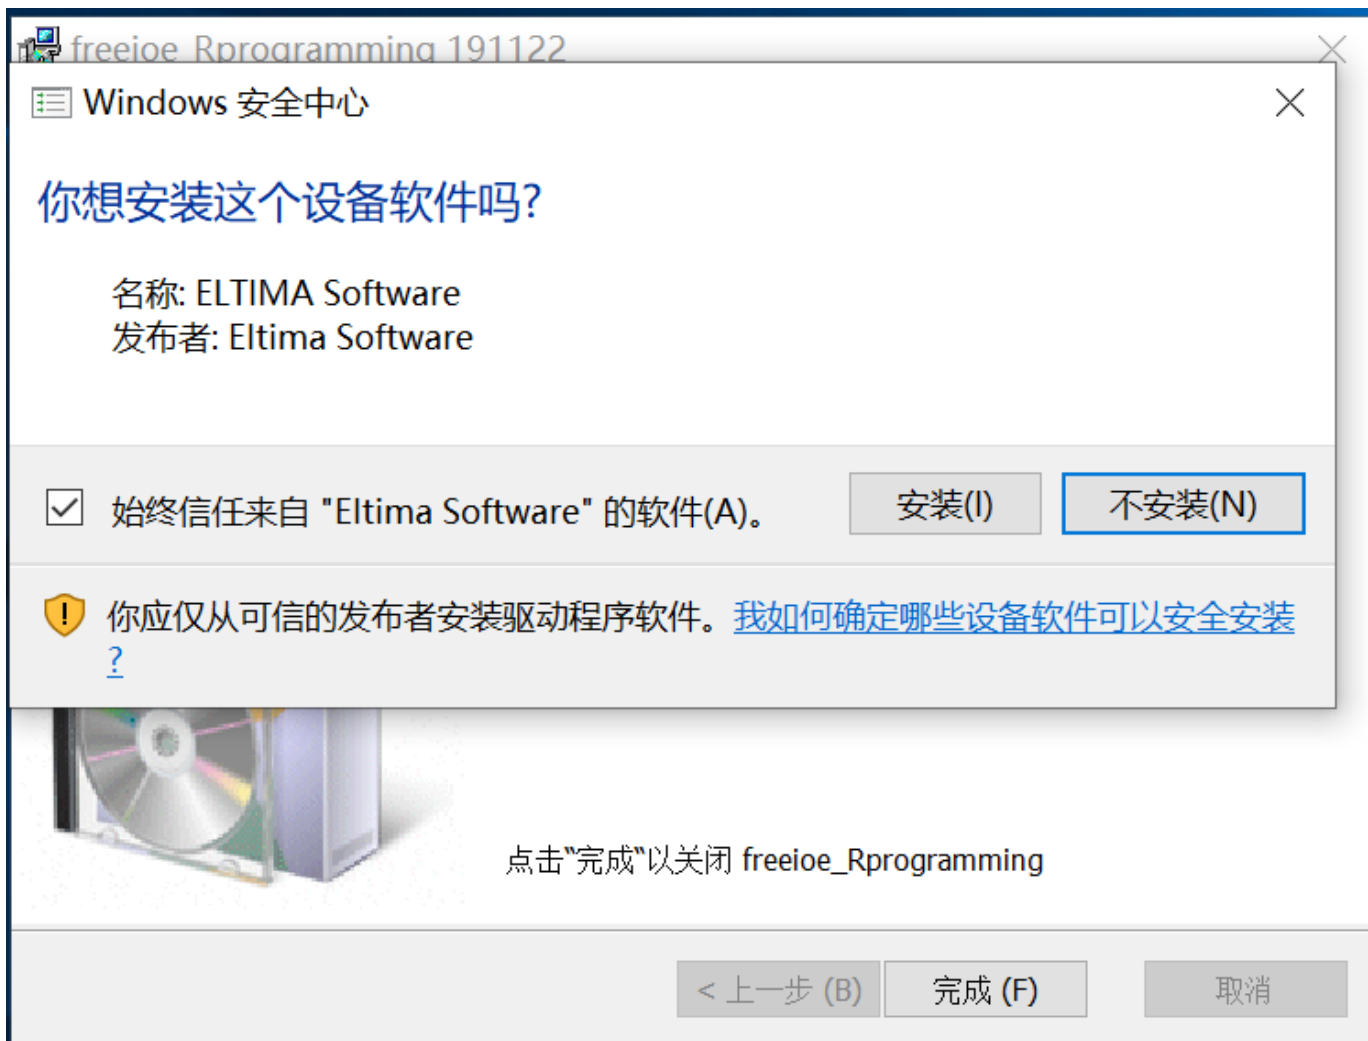 freeioe_Rprogramming 191122
Windows 安全中心
你想安装这个设备软件吗?
名称: ELTIMA Software
发布者: Eltima Software
始终信任来自 "Eltima Software" 的软件(A)。
安装(I)
不安装(N)
你应仅从可信的发布者安装驱动程序软件。我如何确定哪些设备软件可以安全安装
?
点击"完成"以关闭 freeioe_Rprogramming
< 上一步 (B)
完成 (F)
取消